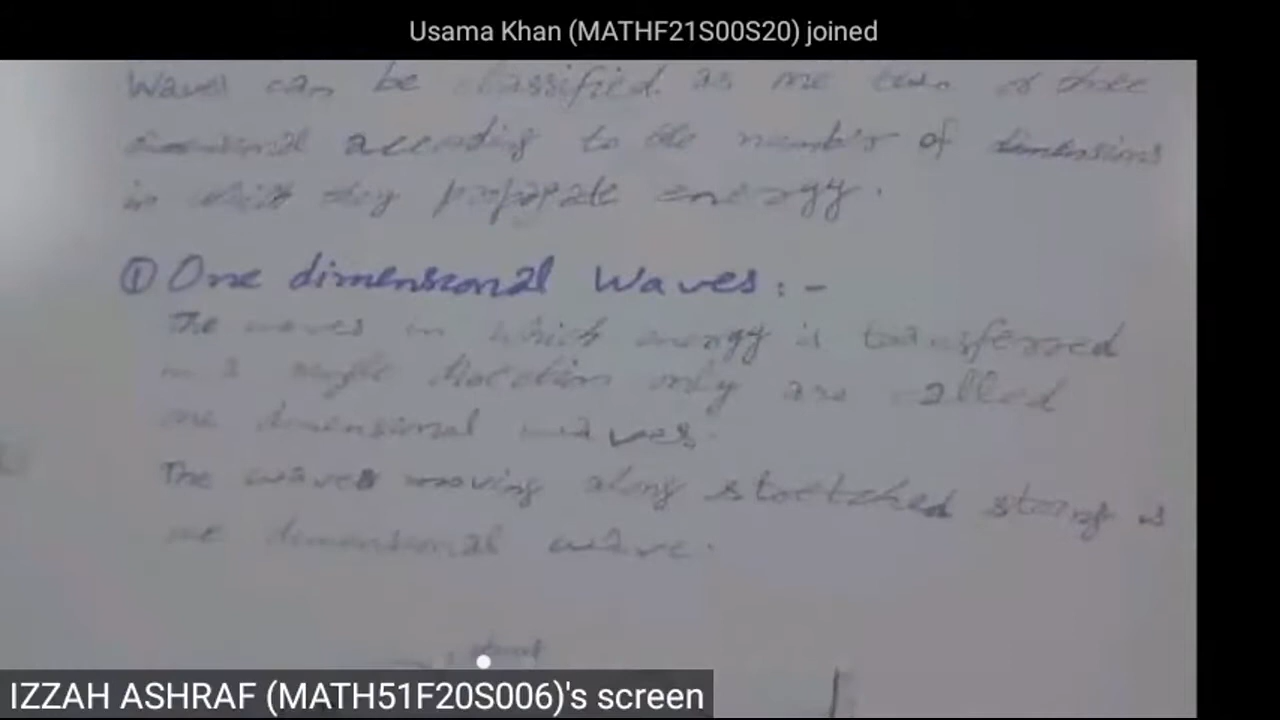 Usama Khan (MATHF21S00S20) joined
Waves can be classified as one two or three
dimensional according to the number of dimensions
in which they propagate energy.
① One dimensional Waves:-
The waves in which energy is transferred
in a single direction only are called
one dimensional waves.
The waves moving along stretched string is
one dimensional wave.
IZZAH ASHRAF (MATH51F20S006)'s screen